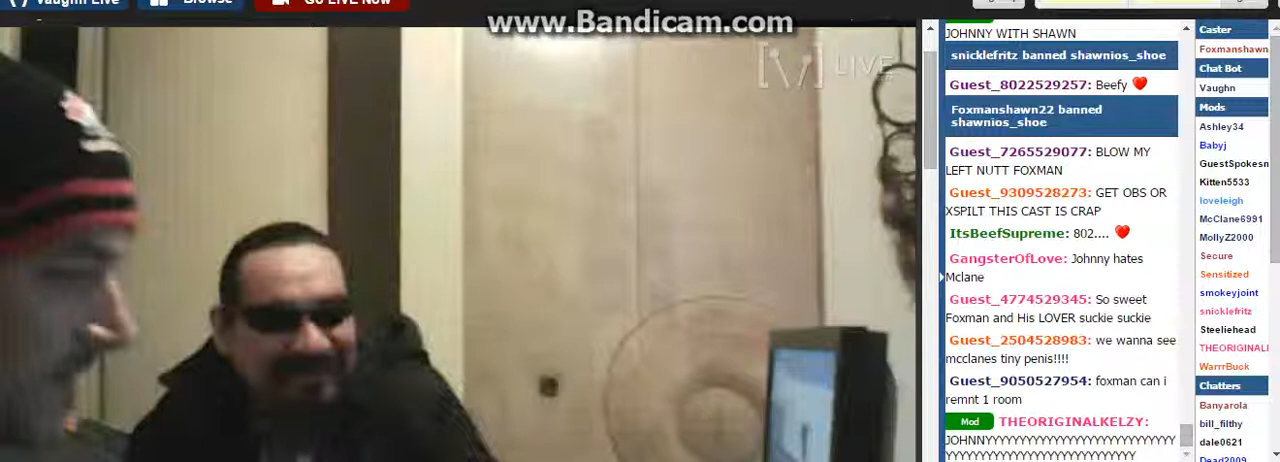 Vaughn Live
Browse
Go LIVE Now
www.Bandicam.com
[V] LIVE
JOHNNY WITH SHAWN
snicklefritz banned shawnios_shoe
Guest_8022529257: Beefy ❤
Foxmanshawn22 banned
shawnios_shoe
Guest_7265529077: BLOW MY
LEFT NUTT FOXMAN
Guest_9309528273: GET OBS OR
XSPILT THIS CAST IS CRAP
ItsBeefSupreme: 802.... ❤
GangsterOfLove: Johnny hates
Mclane
Guest_4774529345: So sweet
Foxman and His LOVER suckie suckie
Guest_2504528983: we wanna see
mcclanes tiny penis!!!!
Guest_9050527954: foxman can i
remnt 1 room
Mod THEORIGINALKELZY:
JOHNNYYYYYYYYYYYYYYYYYYYYYYYYYY
YYYYYYYYYYYYYYYYYYYYYYYYYY
Caster
Foxmanshawn
Chat Bot
Vaughn
Mods
Ashley34
Babyj
GuestSpokesn
Kitten5533
loveleigh
McClane6991
MollyZ2000
Secure
Sensitized
smokeyjoint
snicklefritz
Steeliehead
THEORIGINAL
WarrrBuck
Chatters
Banyarola
bill_filthy
dale0621
Dead2009